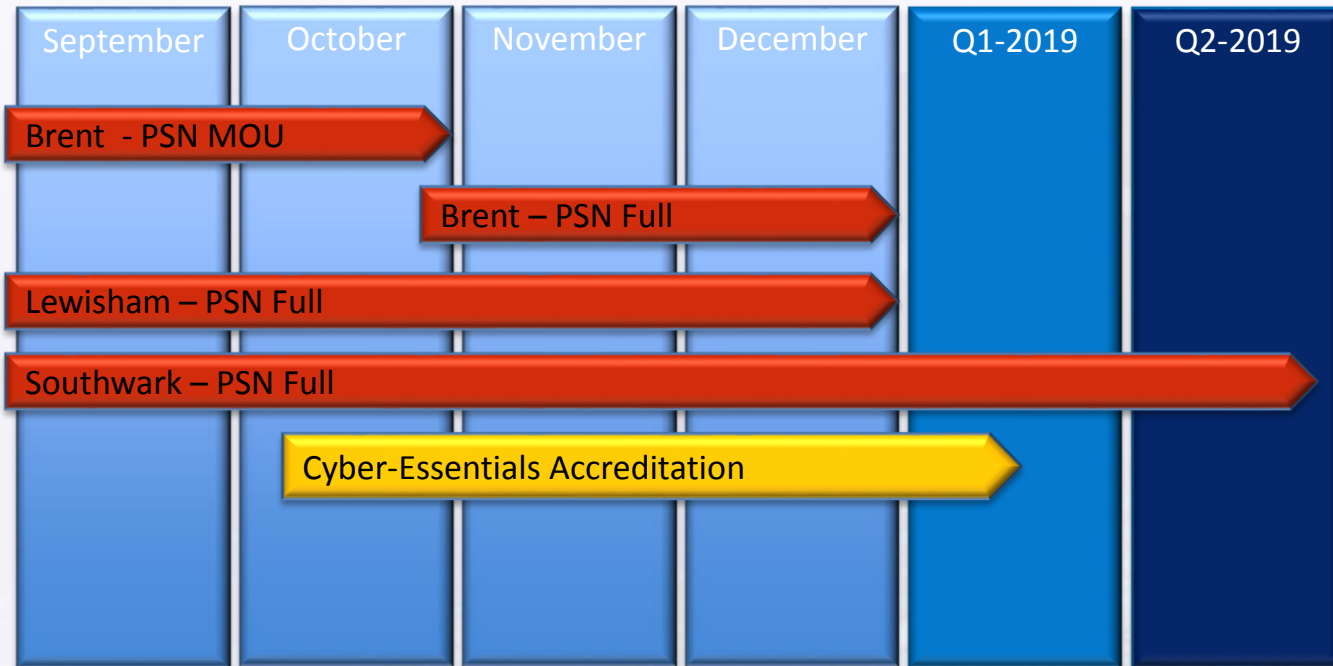 September October November December Q1-2019 Q2-2019
Brent - PSN MOU
Brent – PSN Full
Lewisham – PSN Full
Southwark – PSN Full
Cyber-Essentials Accreditation